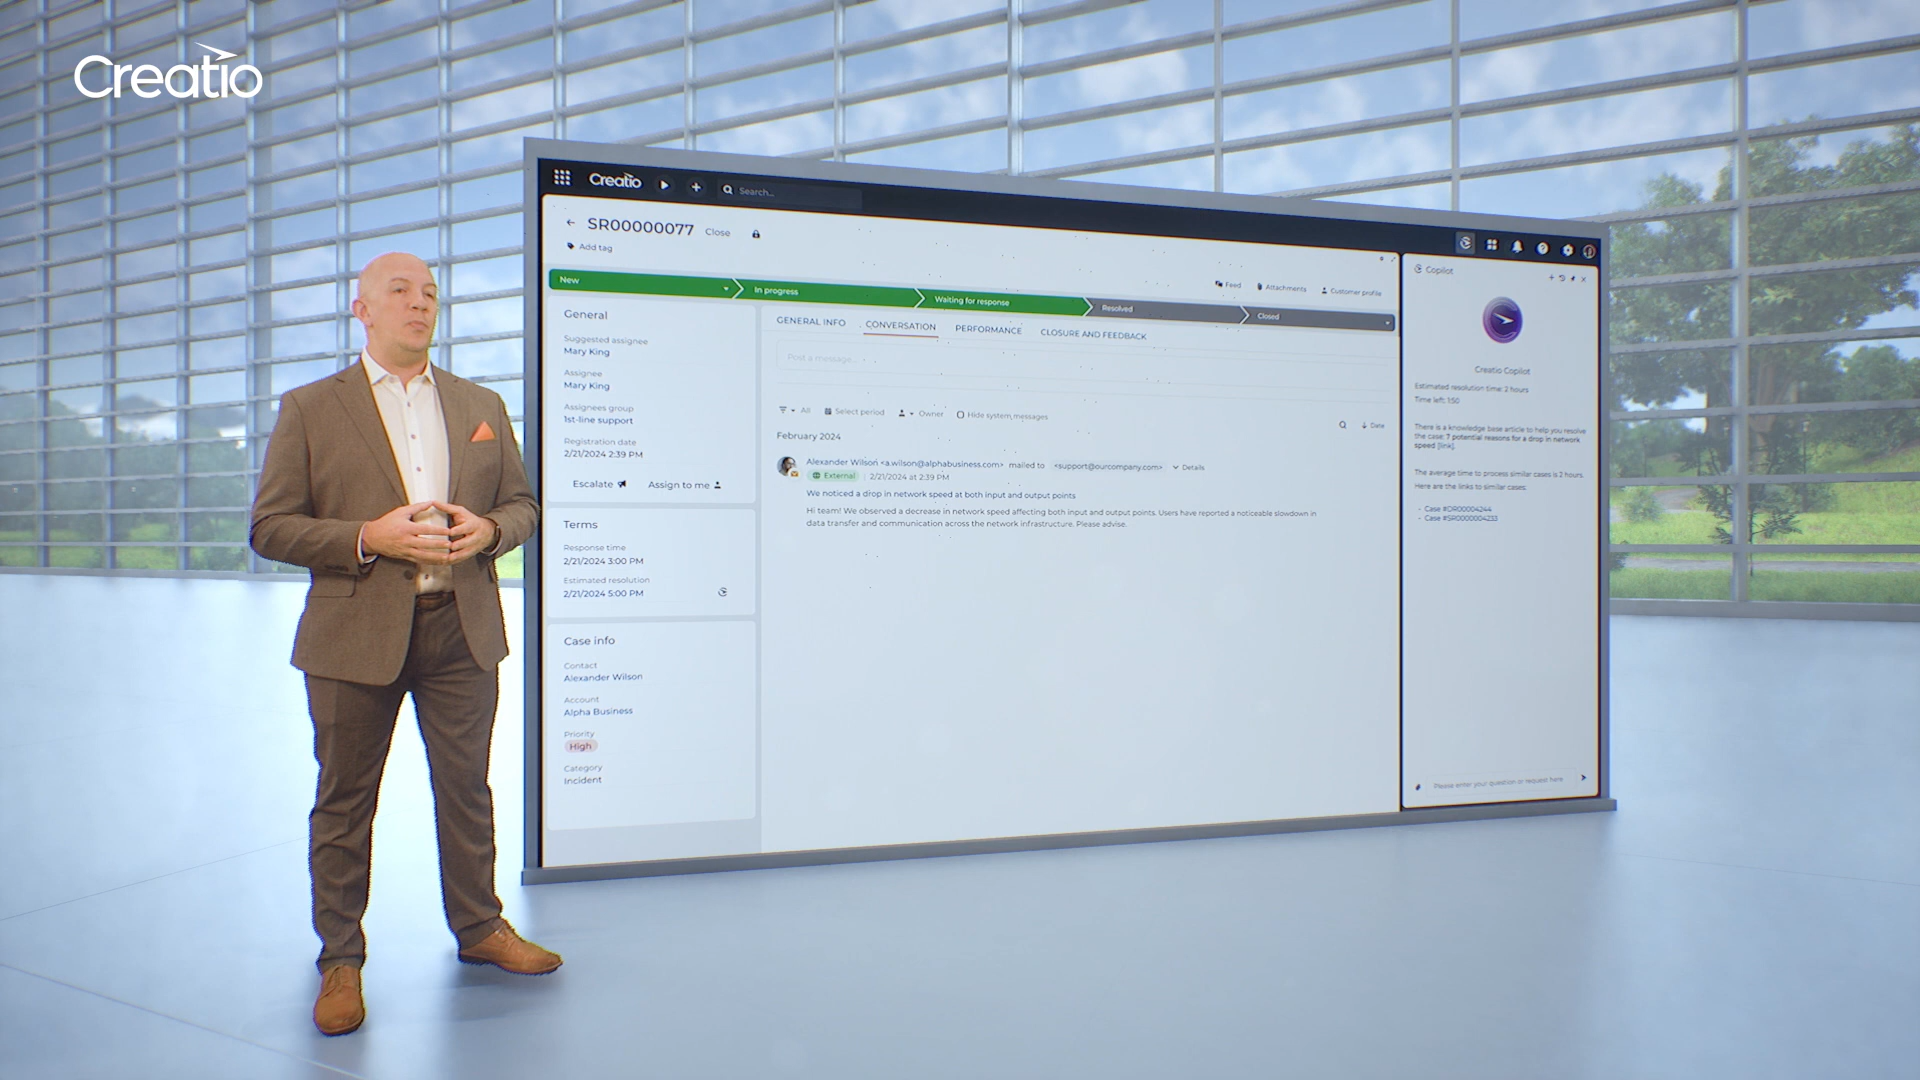 Creatio
Creatio
Search...
SR00000077
Close
Add tag
New
In progress
Waiting for response
Resolved
Closed
Feed
Attachments
Customer profile
General
Suggested assignee
Mary King
Assignee
Mary King
Assignees group
1st-line support
Registration date
2/21/2024 2:39 PM
Escalate
Assign to me
Terms
Response time
2/21/2024 3:00 PM
Estimated resolution
2/21/2024 5:00 PM
Case info
Contact
Alexander Wilson
Account
Alpha Business
Priority
High
Category
Incident
GENERAL INFO CONVERSATION PERFORMANCE CLOSURE AND FEEDBACK
Post a message
All Select period Owner Hide system messages
Date
February 2024
Alexander Wilson <a.wilson@alphabusiness.com> mailed to <support@ourcompany.com> Details
External 2/21/2024 at 2:39 PM
We noticed a drop in network speed at both input and output points
Hi team! We observed a decrease in network speed affecting both input and output points. Users have reported a noticeable slowdown in
data transfer and communication across the network infrastructure. Please advise.
Copilot
Creatio Copilot
Estimated resolution time: 2 hours
Time left: 1:50
There is a knowledge base article to help you resolve
the case: 7 potential reasons for a drop in network
speed [link].
The average time to process similar cases is 2 hours.
Here are the links to similar cases:
- Case #DR00004244
- Case #SR0000004233
Please enter your question or request here